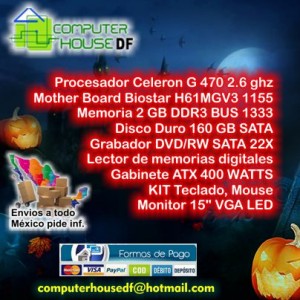 COMPUTER
HOUSE DF
Procesador Celeron G 470 2.6 ghz
Mother Board Biostar H61MGV3 1155
Memoria 2 GB DDR3 BUS 1333
Disco Duro 160 GB SATA
Grabador DVD/RW SATA 22X
Lector de memorias digitales
Gabinete ATX 400 WATTS
KIT Teclado, Mouse
Monitor 15" VGA LED
Envios a todo
México pide inf.
Formas de Pago
VISA
PayPal
CHECK
DÉBITO
DEPÓSITO
computerhousedf@hotmail.com